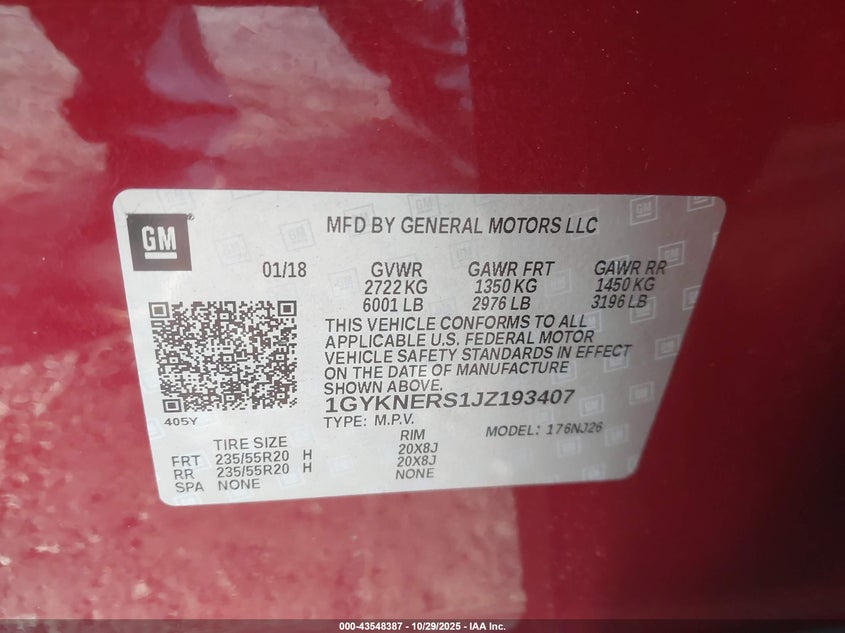 GM
MFD BY GENERAL MOTORS LLC
01/18 GVWR GAWR FRT GAWR RR
2722 KG 1350 KG 1450 KG
6001 LB 2976 LB 3196 LB
THIS VEHICLE CONFORMS TO ALL
APPLICABLE U.S. FEDERAL MOTOR
VEHICLE SAFETY STANDARDS IN EFFECT
ON THE DATE OF MANUFACTURE
SHOWN ABOVE.
1GYKNERS1JZ193407
TYPE: M.P.V. MODEL: 176NJ26
405Y
TIRE SIZE RIM
FRT 235/55R20 H 20X8J
RR 235/55R20 H 20X8J
SPA NONE NONE
000-43548387 - 10/29/2025 - IAA Inc.